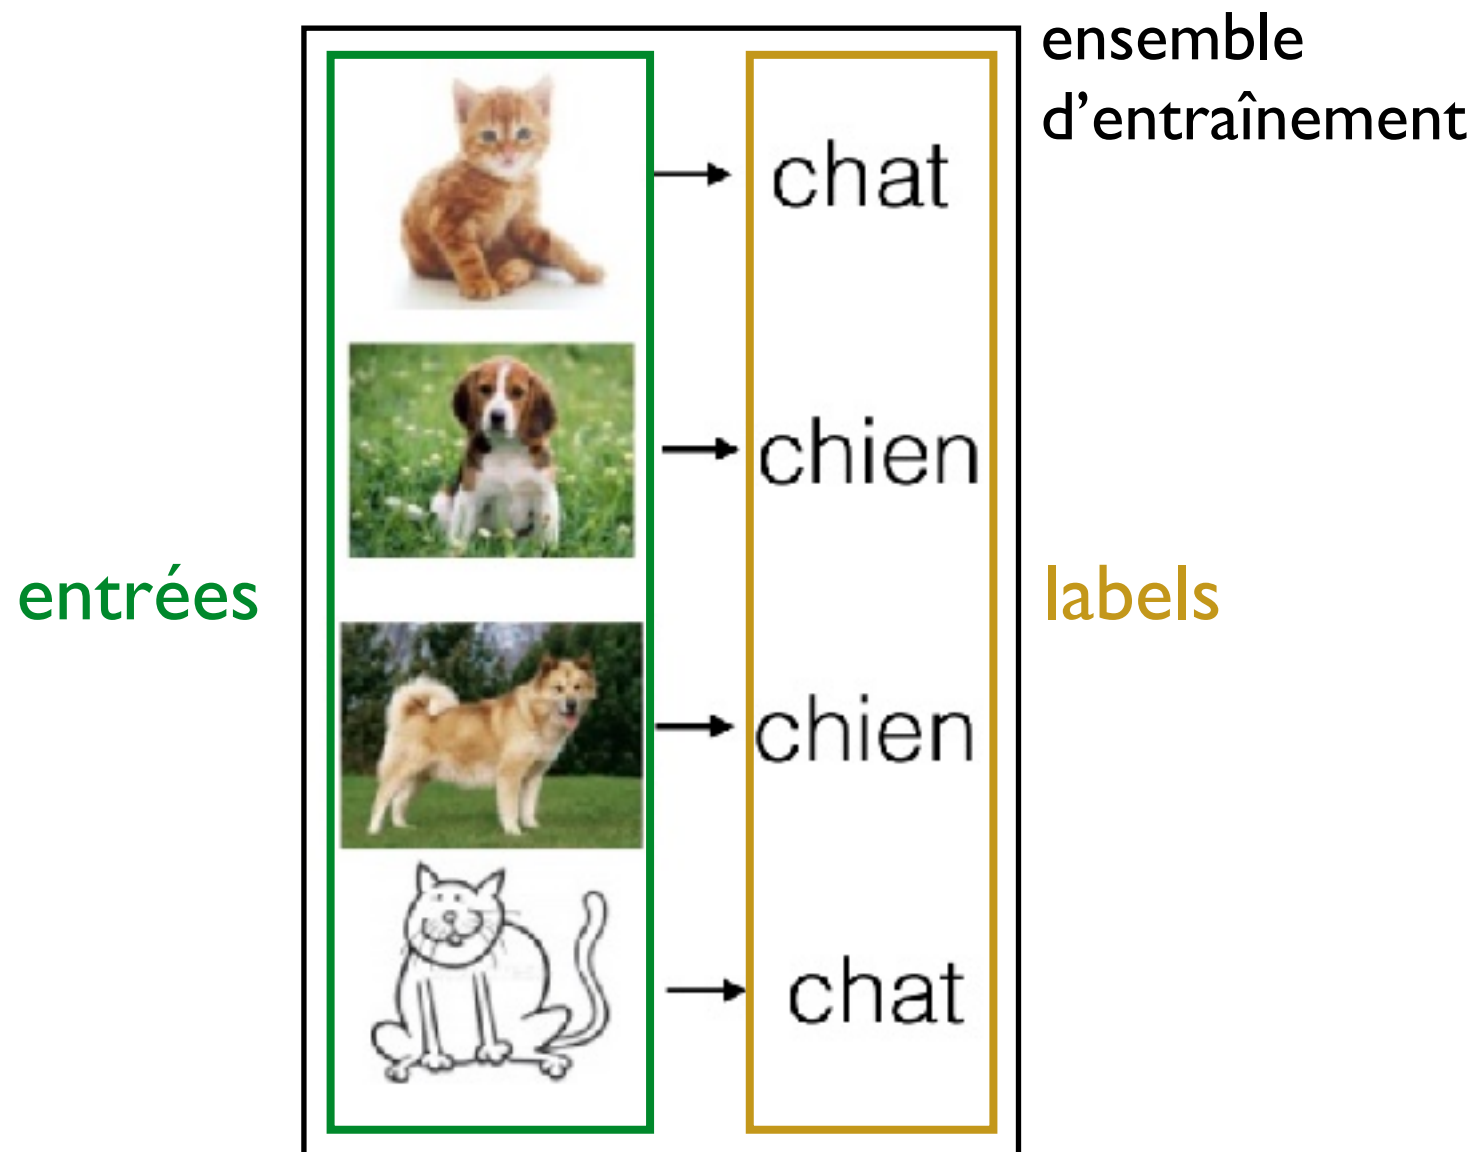 ensemble
d’entraînement
chat
chien
entrées
labels
chien
chat